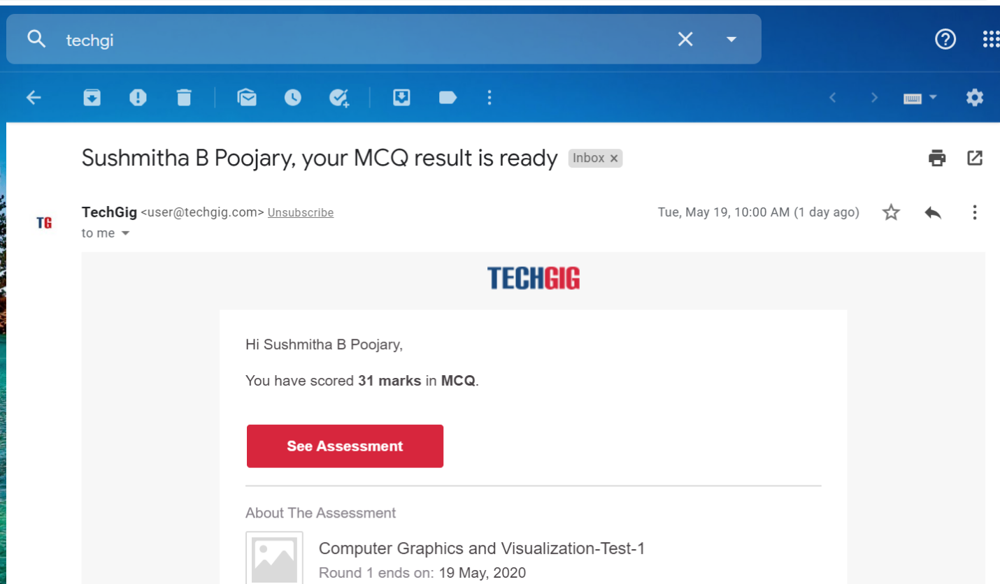 techgi
Sushmitha B Poojary, your MCQ result is ready Inbox x
TG TechGig <user@techgig.com> Unsubscribe Tue, May 19, 10:00 AM (1 day ago)
to me
TECHGIG
Hi Sushmitha B Poojary,
You have scored 31 marks in MCQ.
See Assessment
About The Assessment
Computer Graphics and Visualization-Test-1
Round 1 ends on: 19 May, 2020